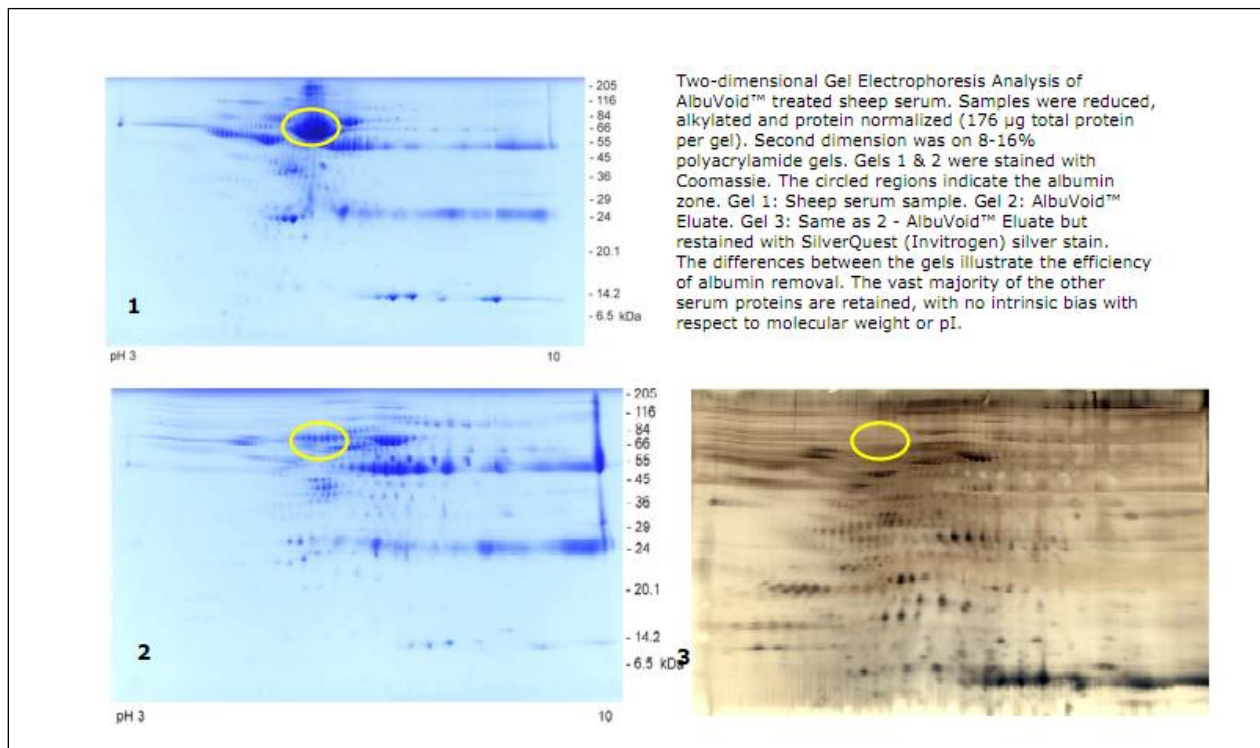 Two-dimensional Gel Electrophoresis Analysis of
AlbuVoid™ treated sheep serum. Samples were reduced,
alkylated and protein normalized (176 µg total protein
per gel). Second dimension was on 8-16%
polyacrylamide gels. Gels 1 & 2 were stained with
Coomassie. The circled regions indicate the albumin
zone. Gel 1: Sheep serum sample. Gel 2: AlbuVoid™
Eluate. Gel 3: Same as 2 - AlbuVoid™ Eluate but
restained with SilverQuest (Invitrogen) silver stain.
The differences between the gels illustrate the efficiency
of albumin removal. The vast majority of the other
serum proteins are retained, with no intrinsic bias with
respect to molecular weight or pI.
- 205
- 116
- 84
- 66
- 55
- 45
- 36
- 29
- 24
- 20.1
- 14.2
- 6.5 kDa
1
pH 3
10
- 205
- 116
- 84
- 66
- 55
- 45
- 36
- 29
- 24
- 20.1
- 14.2
- 6.5 kDa
2
pH 3
10
3